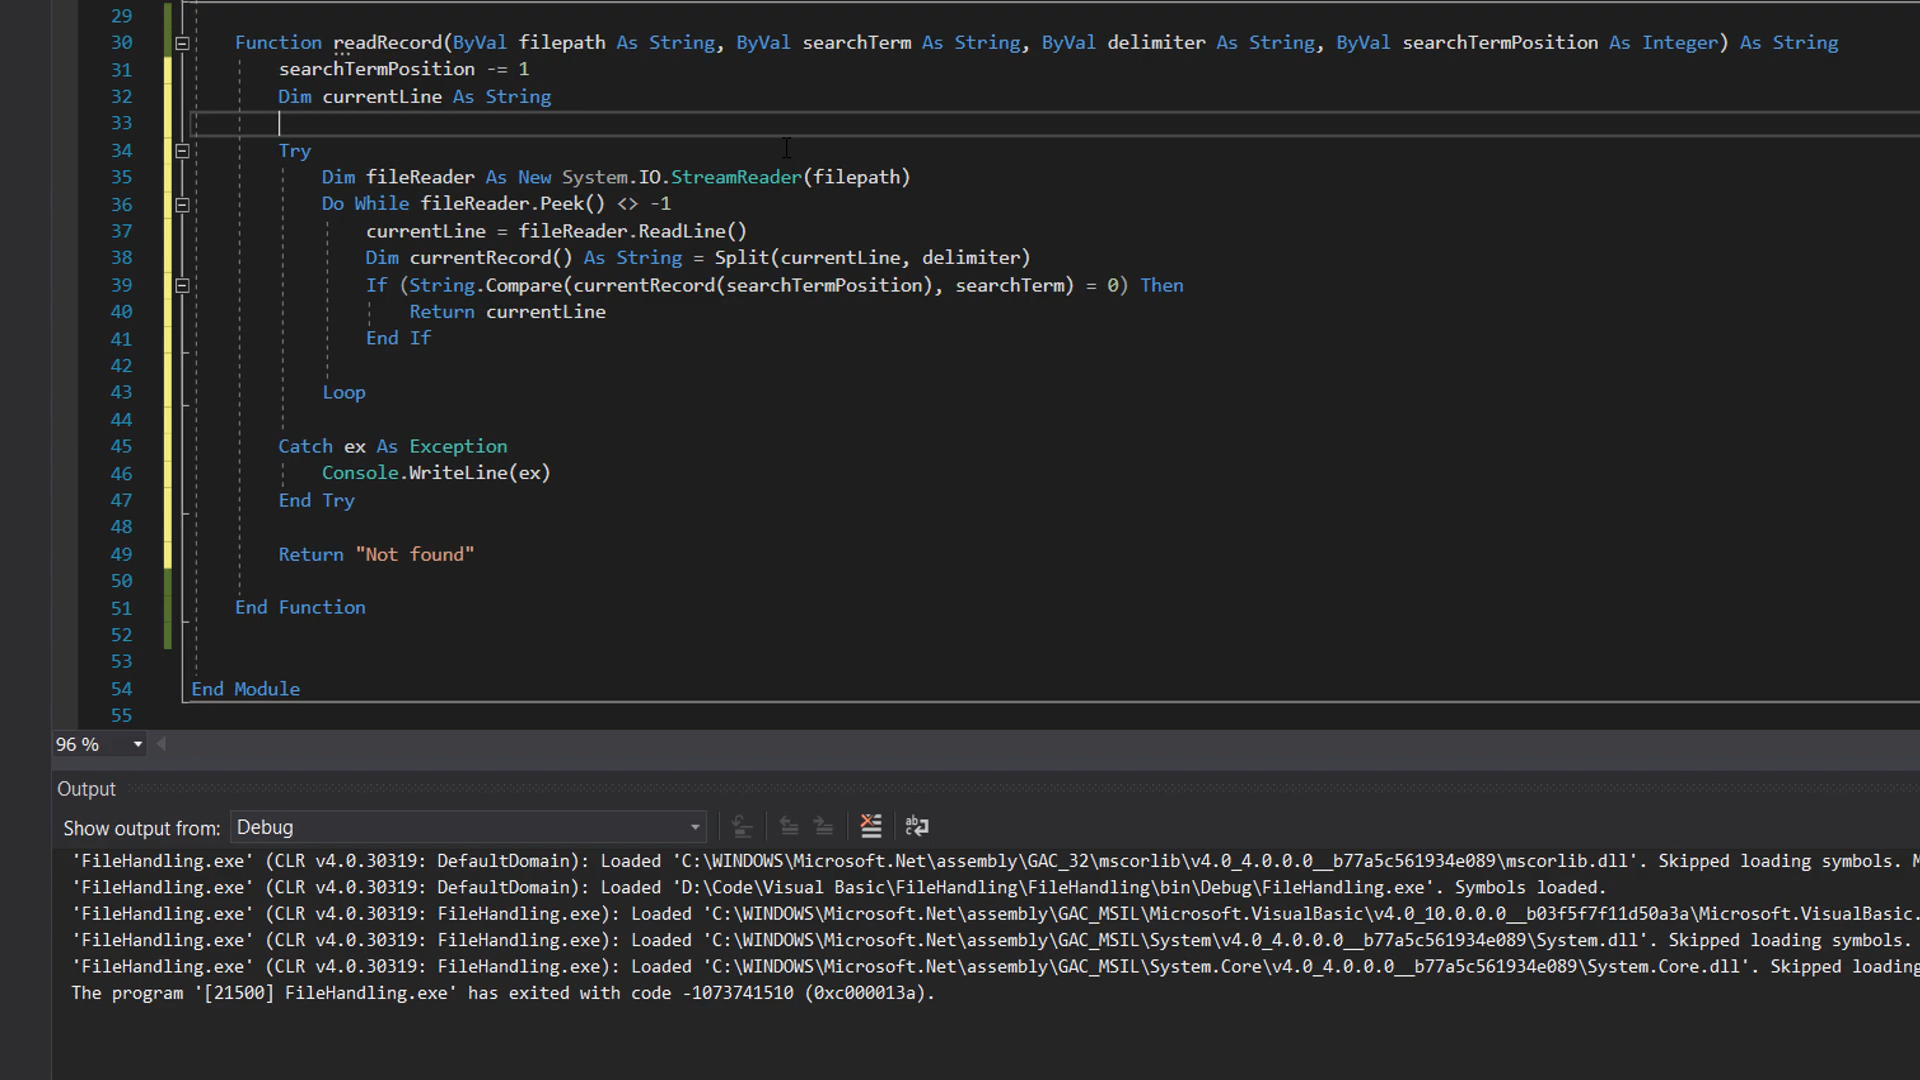 29
30 Function readRecord(ByVal filepath As String, ByVal searchTerm As String, ByVal delimiter As String, ByVal searchTermPosition As Integer) As String
31 searchTermPosition -= 1
32 Dim currentLine As String
33
34 Try
35 Dim fileReader As New System.IO.StreamReader(filepath)
36 Do While fileReader.Peek() <> -1
37 currentLine = fileReader.ReadLine()
38 Dim currentRecord() As String = Split(currentLine, delimiter)
39 If (String.Compare(currentRecord(searchTermPosition), searchTerm) = 0) Then
40 Return currentLine
41 End If
42
43 Loop
44
45 Catch ex As Exception
46 Console.WriteLine(ex)
47 End Try
48
49 Return "Not found"
50
51 End Function
52
53
54 End Module
55
96 %
Output
Show output from: Debug
'FileHandling.exe' (CLR v4.0.30319: DefaultDomain): Loaded 'C:\WINDOWS\Microsoft.Net\assembly\GAC_32\mscorlib\v4.0_4.0.0.0__b77a5c561934e089\mscorlib.dll'. Skipped loading symbols.
'FileHandling.exe' (CLR v4.0.30319: DefaultDomain): Loaded 'D:\Code\Visual Basic\FileHandling\FileHandling\bin\Debug\FileHandling.exe'. Symbols loaded.
'FileHandling.exe' (CLR v4.0.30319: FileHandling.exe): Loaded 'C:\WINDOWS\Microsoft.Net\assembly\GAC_MSIL\Microsoft.VisualBasic\v4.0_10.0.0.0__b03f5f7f11d50a3a\Microsoft.VisualBasic.
'FileHandling.exe' (CLR v4.0.30319: FileHandling.exe): Loaded 'C:\WINDOWS\Microsoft.Net\assembly\GAC_MSIL\System\v4.0_4.0.0.0__b77a5c561934e089\System.dll'. Skipped loading symbols.
'FileHandling.exe' (CLR v4.0.30319: FileHandling.exe): Loaded 'C:\WINDOWS\Microsoft.Net\assembly\GAC_MSIL\System.Core\v4.0_4.0.0.0__b77a5c561934e089\System.Core.dll'. Skipped loading
The program '[21500] FileHandling.exe' has exited with code -1073741510 (0xc000013a).